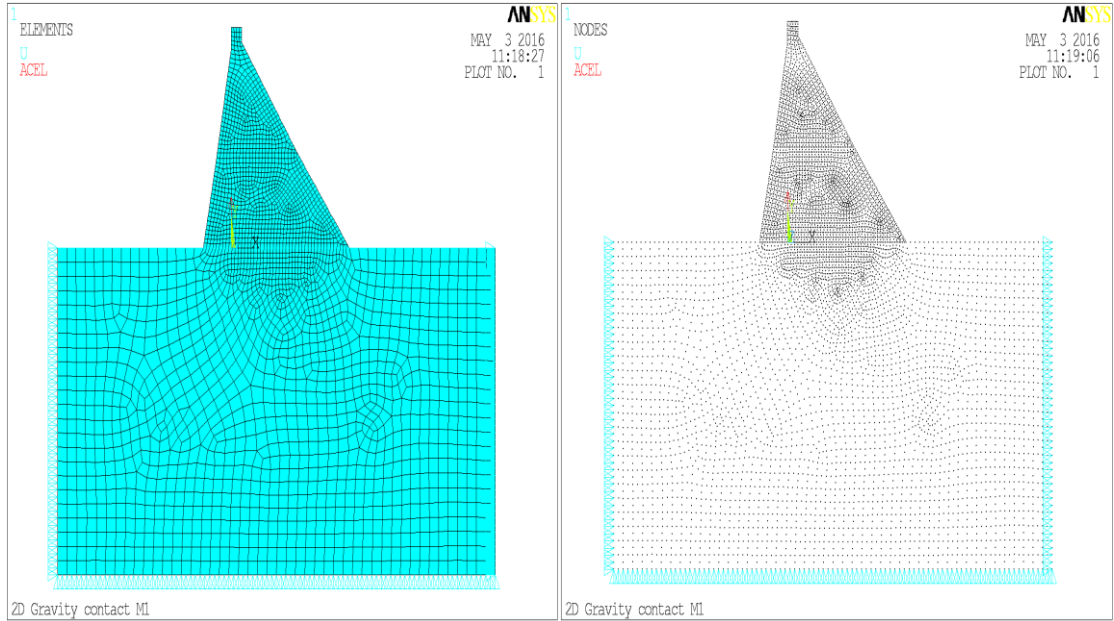 1
ELEMENTS
U
ACEL
ANSYS
MAY 3 2016
11:18:27
PLOT NO. 1
X
2D Gravity contact M1
1
NODES
U
ACEL
ANSYS
MAY 3 2016
11:19:06
PLOT NO. 1
X
2D Gravity contact M1